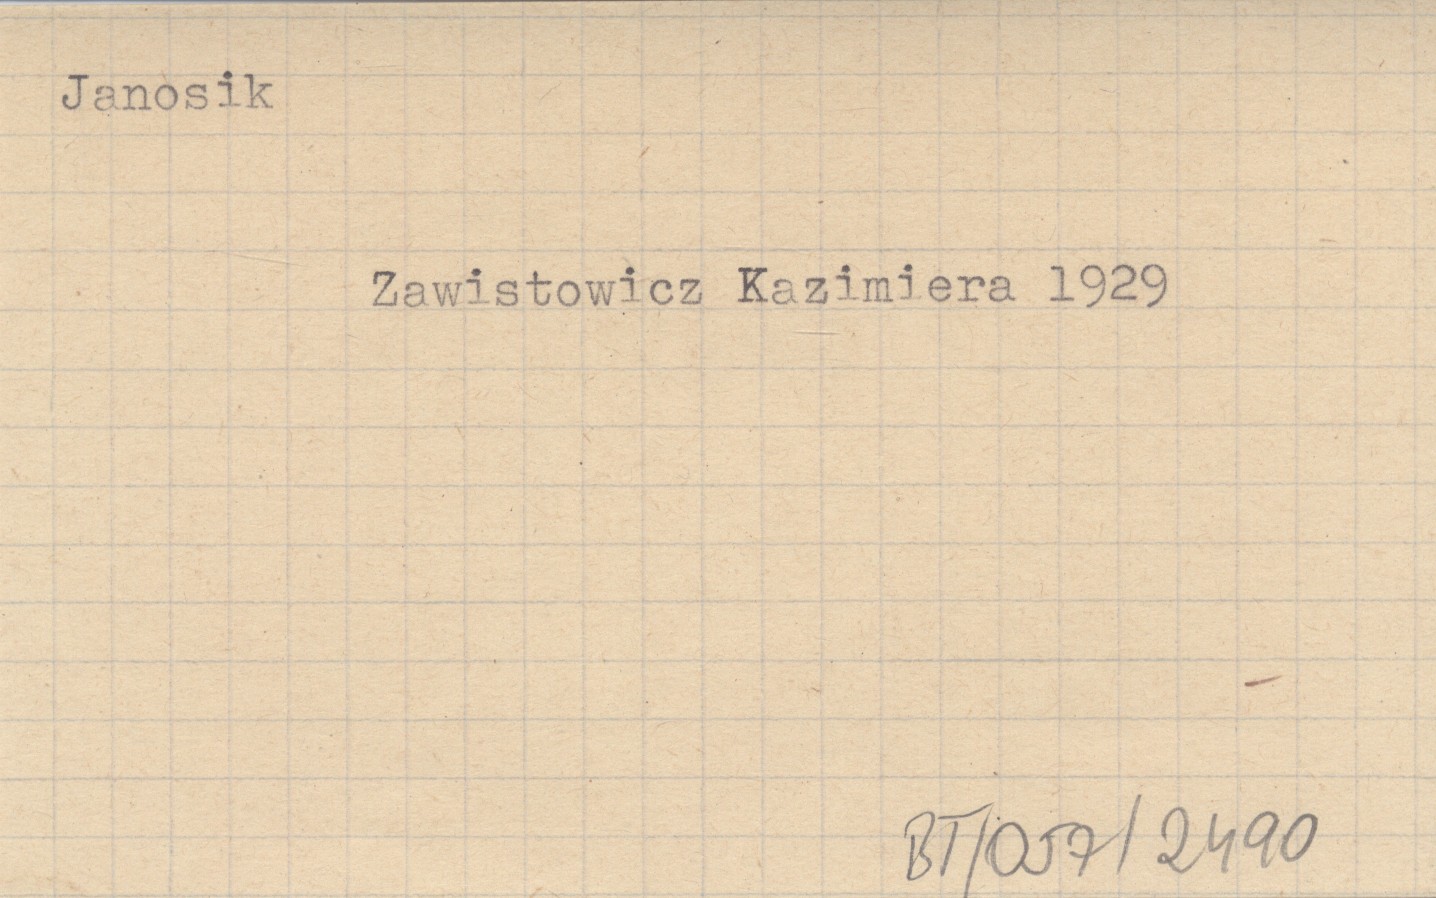 Janosik
Zawistowicz Kazimiera 1929
BT/057/2490